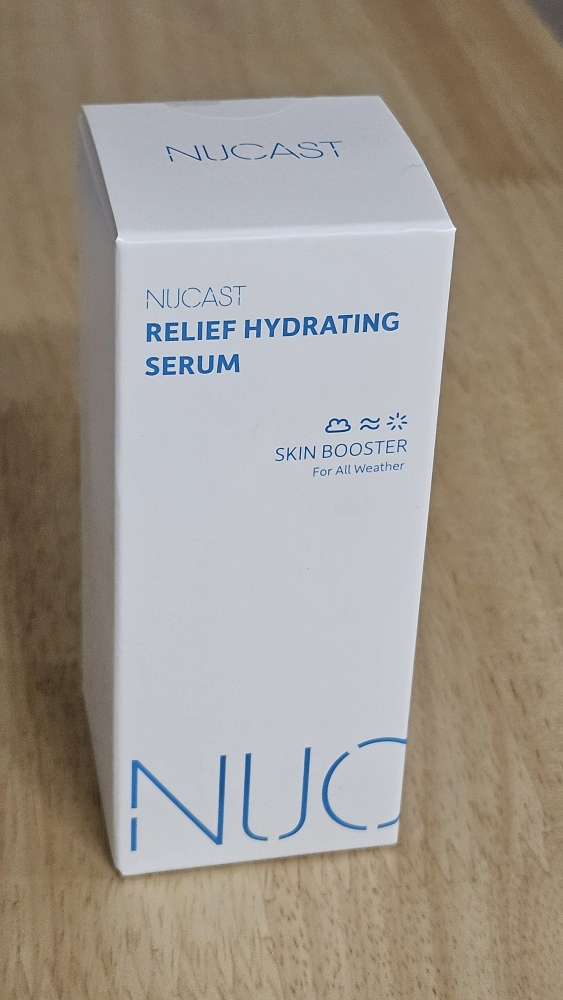 NUCAST
NUCAST
RELIEF HYDRATING
SERUM
SKIN BOOSTER
For All Weather
NUC